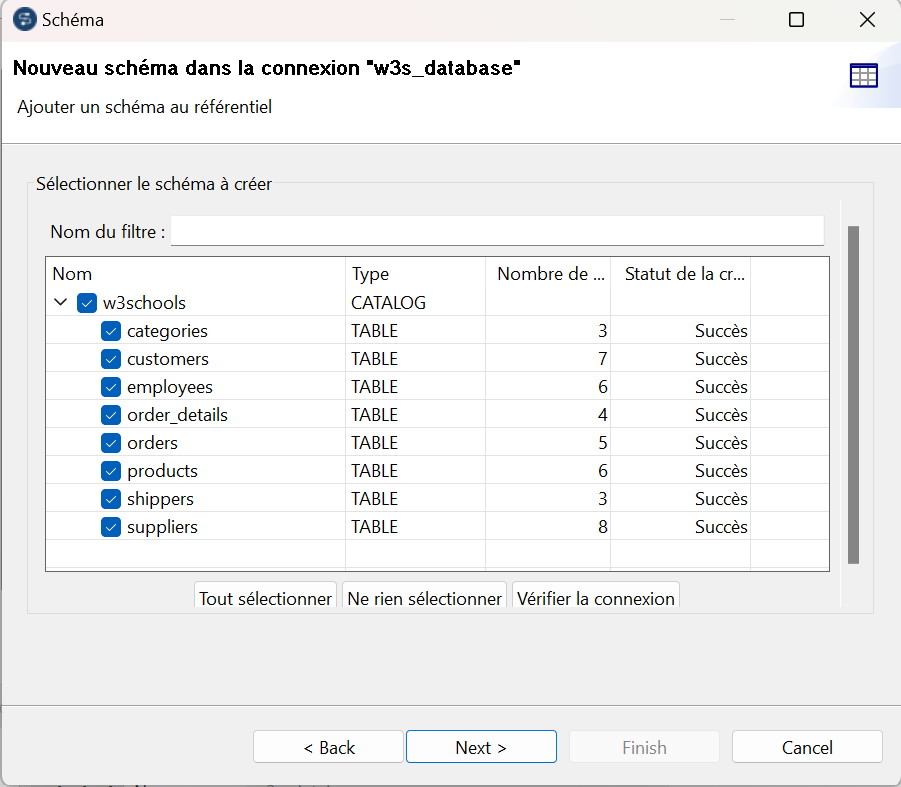 Schéma
Nouveau schéma dans la connexion "w3s_database"
Ajouter un schéma au référentiel
Sélectionner le schéma à créer
Nom du filtre :
Nom Type Nombre de ... Statut de la cr...
w3schools CATALOG
categories TABLE 3 Succès
customers TABLE 7 Succès
employees TABLE 6 Succès
order_details TABLE 4 Succès
orders TABLE 5 Succès
products TABLE 6 Succès
shippers TABLE 3 Succès
suppliers TABLE 8 Succès
Tout sélectionner Ne rien sélectionner Vérifier la connexion
< Back Next > Finish Cancel